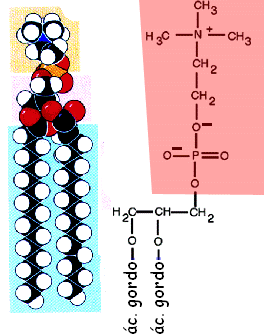 CH₃
H₃C—N⁺—CH₃
CH₂
CH₂
O⁻
O⁻—P=O
O
H₂C—CH—CH₂
O O
ác. gordo
ác. gordo